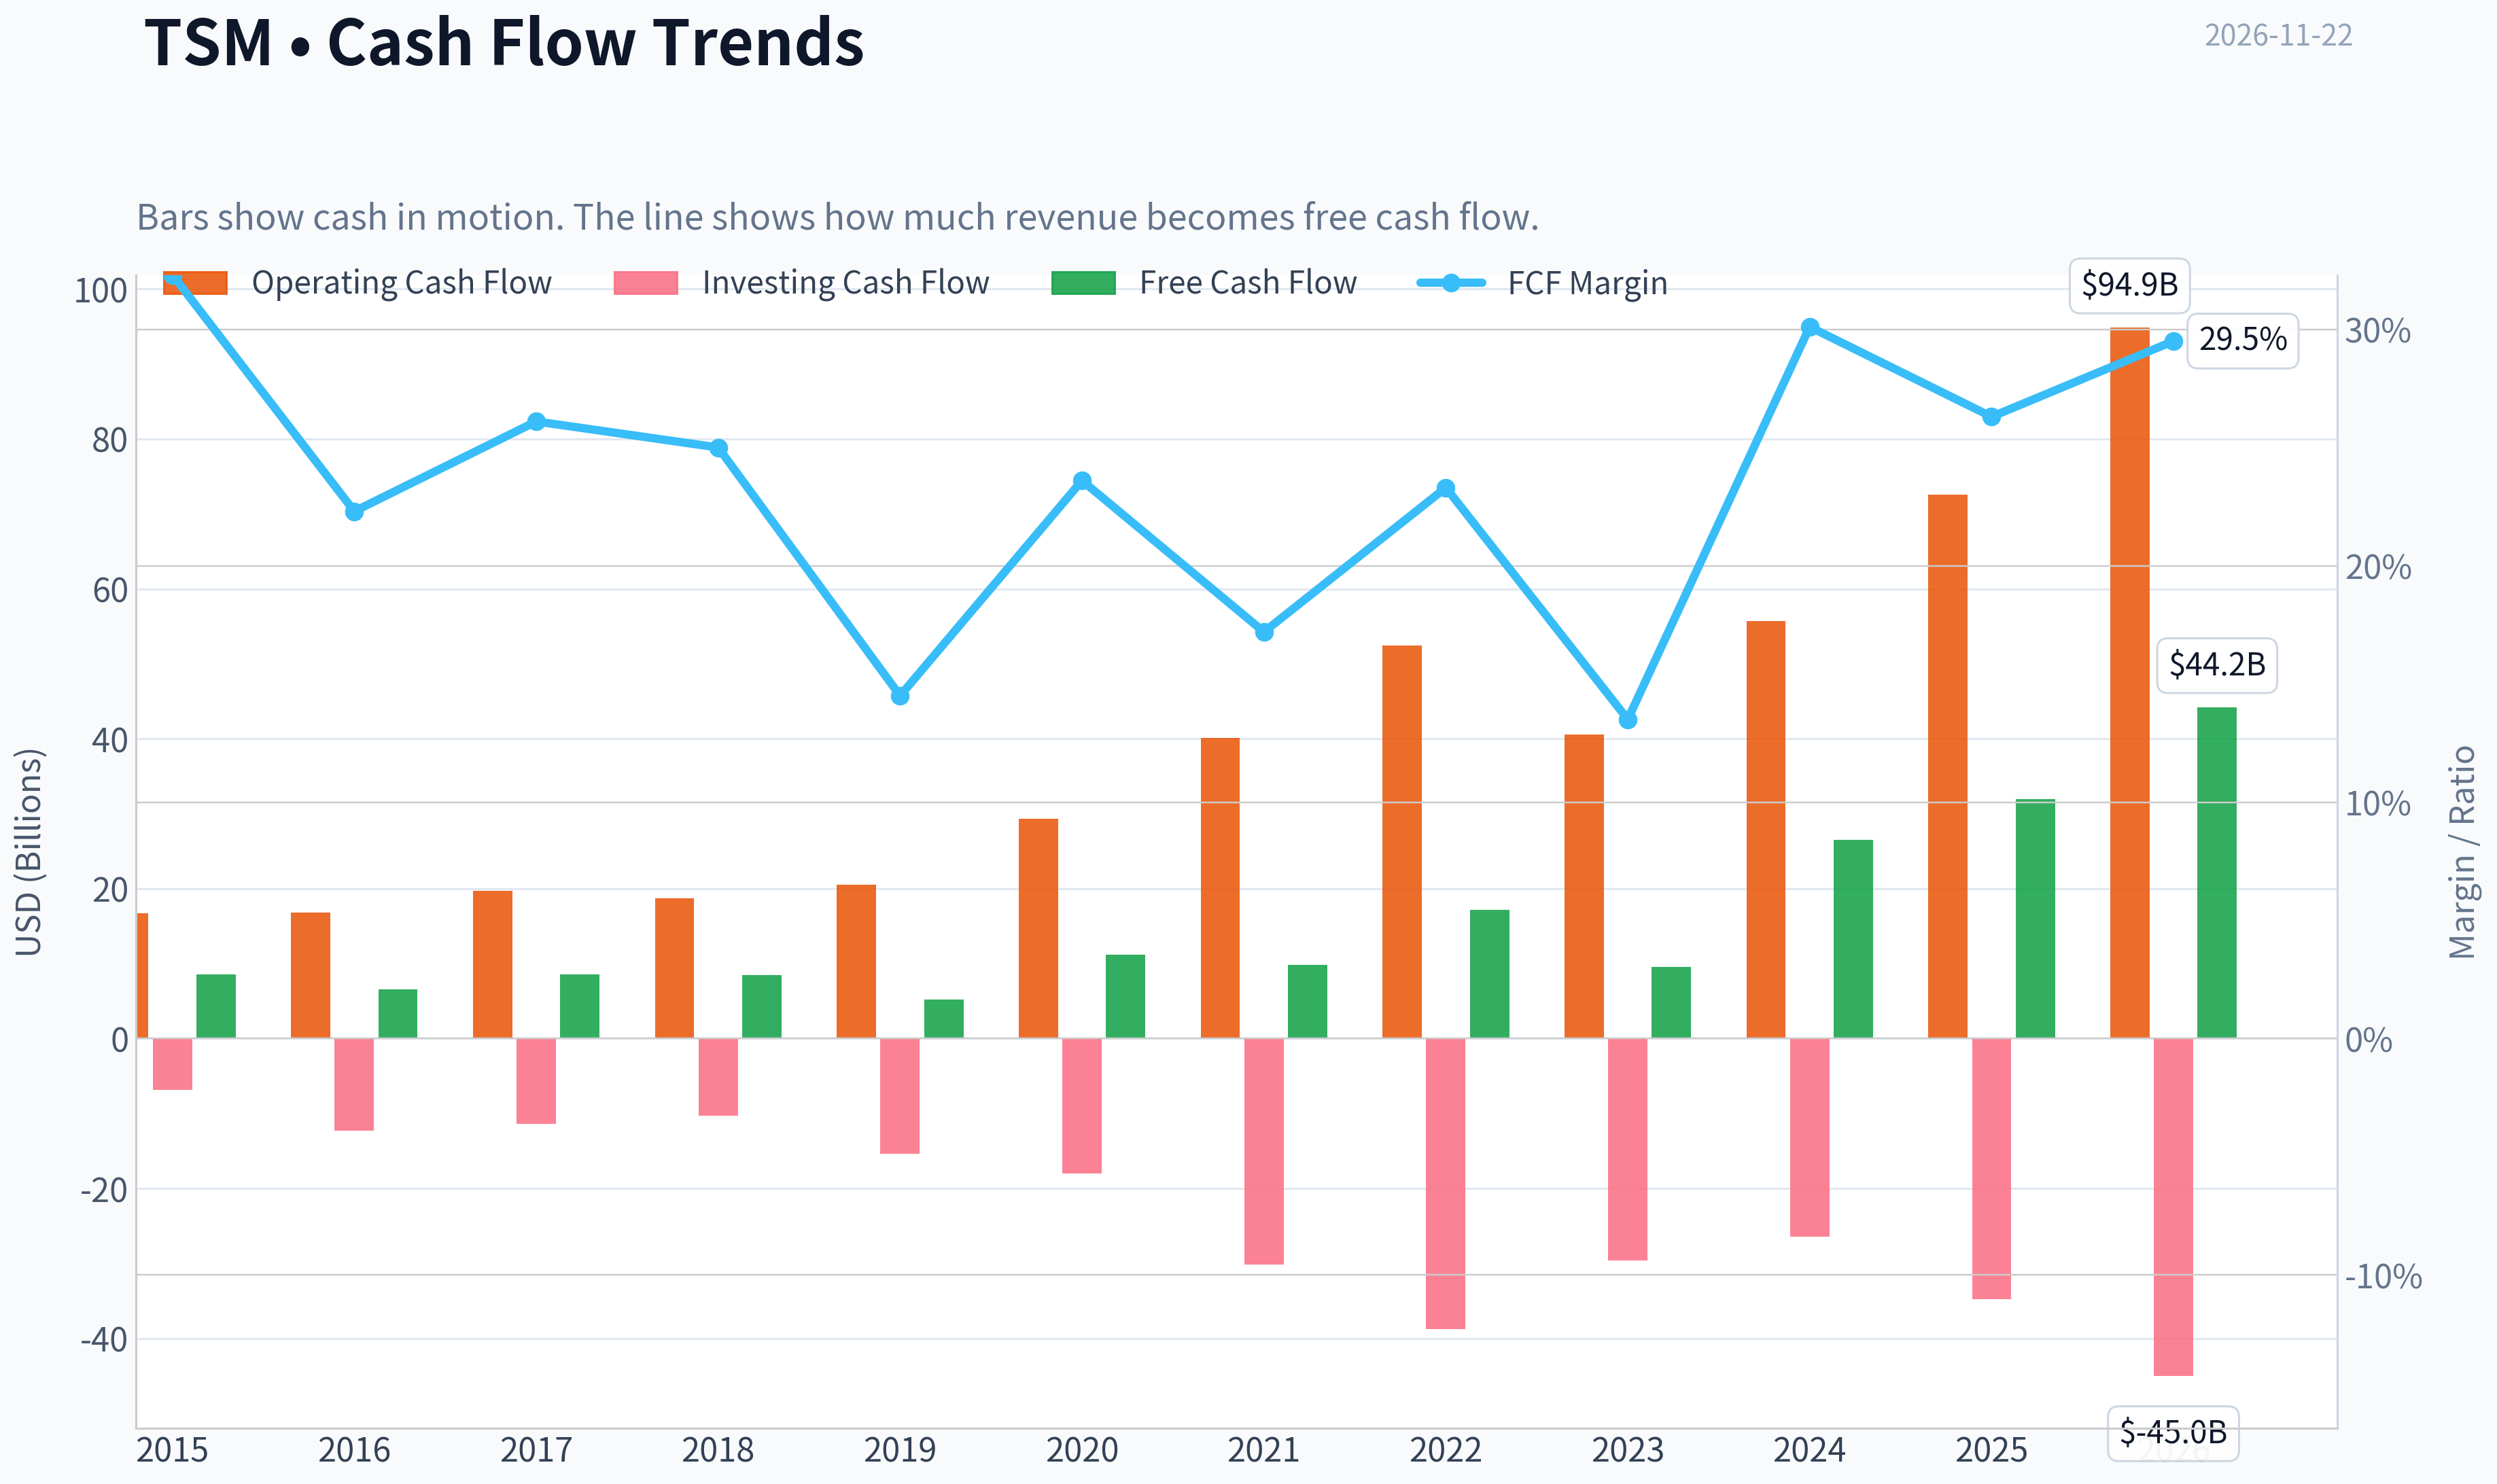 TSM • Cash Flow Trends
2026-11-22
Bars show cash in motion. The line shows how much revenue becomes free cash flow.
Operating Cash Flow
Investing Cash Flow
Free Cash Flow
FCF Margin
USD (Billions)
100
80
60
40
20
0
-20
-40
$94.9B
29.5%
$44.2B
$-45.0B
30%
20%
10%
0%
-10%
Margin / Ratio
2015 2016 2017 2018 2019 2020 2021 2022 2023 2024 2025 2026